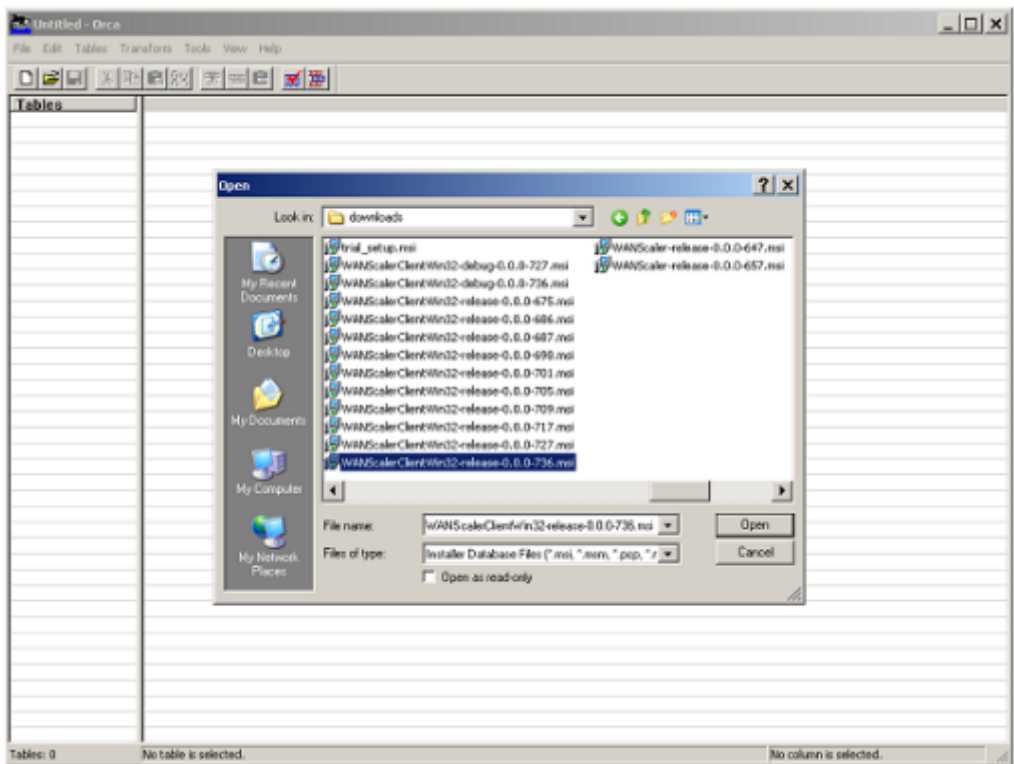 Untitled - Orca
File Edit Tables Transform Tools View Help
Tables
Open
Look in: downloads
My Recent Documents
Desktop
My Documents
My Computer
My Network Places
trial_setup.msi
WANScalerClientWin32-debug-0.0.0-727.msi
WANScalerClientWin32-debug-0.0.0-736.msi
WANScalerClientWin32-release-0.0.0-675.msi
WANScalerClientWin32-release-0.0.0-686.msi
WANScalerClientWin32-release-0.0.0-687.msi
WANScalerClientWin32-release-0.0.0-698.msi
WANScalerClientWin32-release-0.0.0-701.msi
WANScalerClientWin32-release-0.0.0-705.msi
WANScalerClientWin32-release-0.0.0-709.msi
WANScalerClientWin32-release-0.0.0-717.msi
WANScalerClientWin32-release-0.0.0-727.msi
WANScalerClientWin32-release-0.0.0-736.msi
WANScaler-release-0.0.0-647.msi
WANScaler-release-0.0.0-657.msi
File name: WANScalerClientWin32-release-0.0.0-736.msi
Open
Files of type: Installer Database Files (*.msi, *.msm, *.pcp, *.r
Cancel
Open as read-only
Tables: 0
No table is selected.
No column is selected.